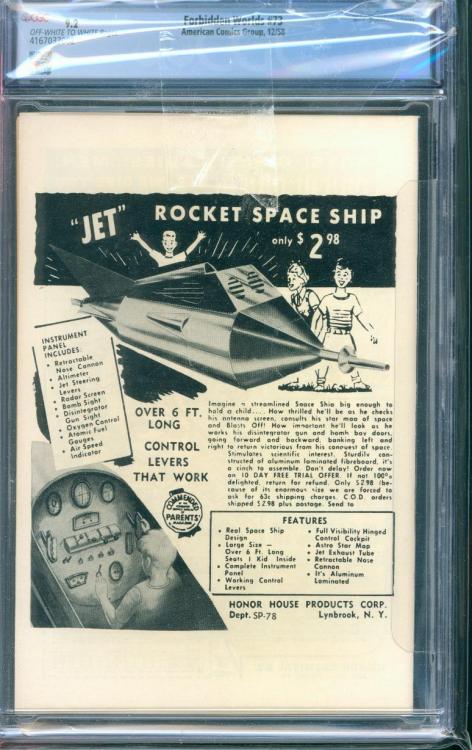 CGC
9.2
OFF-WHITE TO WHITE
Forbidden Worlds #73
American Comics Group, 12/58
"JET" ROCKET SPACE SHIP
only $2.98
INSTRUMENT
PANEL
INCLUDES:
• Retractable
Nose Cannon
• Altimeter
• Jet Steering
Levers
• Radar Screen
• Bomb Sight
• Disintegrator
Gun Sight
• Oxygen Control
• Atomic Fuel
Gauges
• Air Speed
Indicator
OVER 6 FT.
LONG
CONTROL
LEVERS
THAT WORK
Imagine a streamlined Space Ship big enough to
hold a child.... How thrilled he'll be as he checks
his antenna screen, consults his star map of space
and Blasts Off! How important he'll look as he
works his disintegrator gun and bomb bay doors,
going forward and backward, banking left and
right to return victorious from his conquest of space.
Stimulates scientific interest. Sturdily con-
structed of aluminum laminated fibreboard, it's
a cinch to assemble. Don't delay! Order now
on 10 DAY FREE TRIAL OFFER. If not 100%
delighted, return for refund. Only $2.98 (be-
cause of its enormous size we are forced to
ask for 63c shipping charges. C.O.D. orders
shipped $2.98 plus postage. Send to
COMMENDED
PARENTS'
MAGAZINE
FEATURES
• Real Space Ship
Design
• Large Size —
Over 6 Ft. Long
Seats 1 Kid Inside
• Complete Instrument
Panel
• Working Control
Levers
• Full Visibility Hinged
Control Cockpit
• Astro Star Map
• Jet Exhaust Tube
• Retractable Nose
Cannon
• It's Aluminum
Laminated
HONOR HOUSE PRODUCTS CORP.
Dept. SP-78 Lynbrook, N. Y.